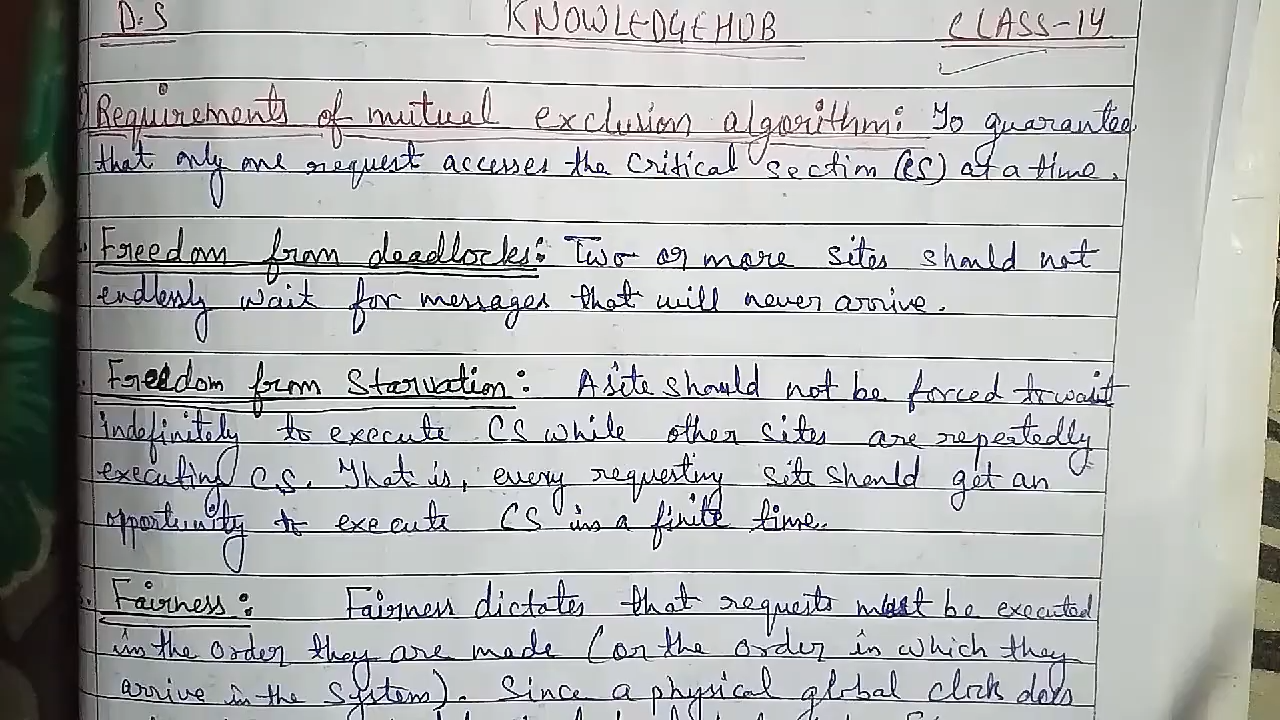 D.S KNOWLEDGEHUB CLASS-14
Requirements of mutual exclusion algorithm: To guarantee
that only one request accesses the critical section (CS) at a time.
Freedom from deadlocks: Two or more sites should not
endlessly wait for messages that will never arrive.
Freedom from Starvation: A site should not be forced to wait
indefinitely to execute CS while other sites are repeatedly
executing C.S. That is, every requesting site should get an
opportunity to execute CS in a finite time.
Fairness: Fairness dictates that requests must be executed
in the order they are made (or the order in which they
arrive in the system). Since a physical global clock does